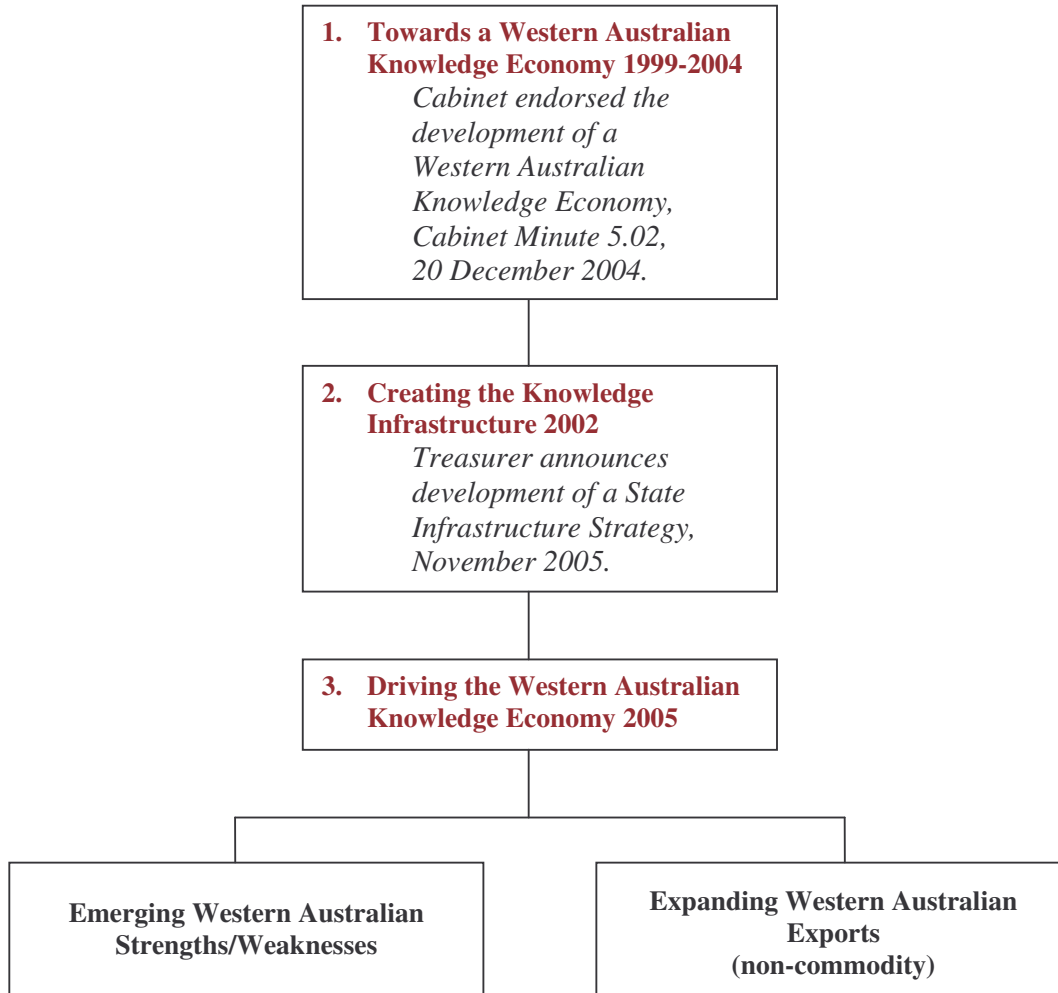 1. Towards a Western Australian
Knowledge Economy 1999-2004
Cabinet endorsed the
development of a
Western Australian
Knowledge Economy,
Cabinet Minute 5.02,
20 December 2004.
2. Creating the Knowledge
Infrastructure 2002
Treasurer announces
development of a State
Infrastructure Strategy,
November 2005.
3. Driving the Western Australian
Knowledge Economy 2005
Emerging Western Australian
Strengths/Weaknesses
Expanding Western Australian
Exports
(non-commodity)